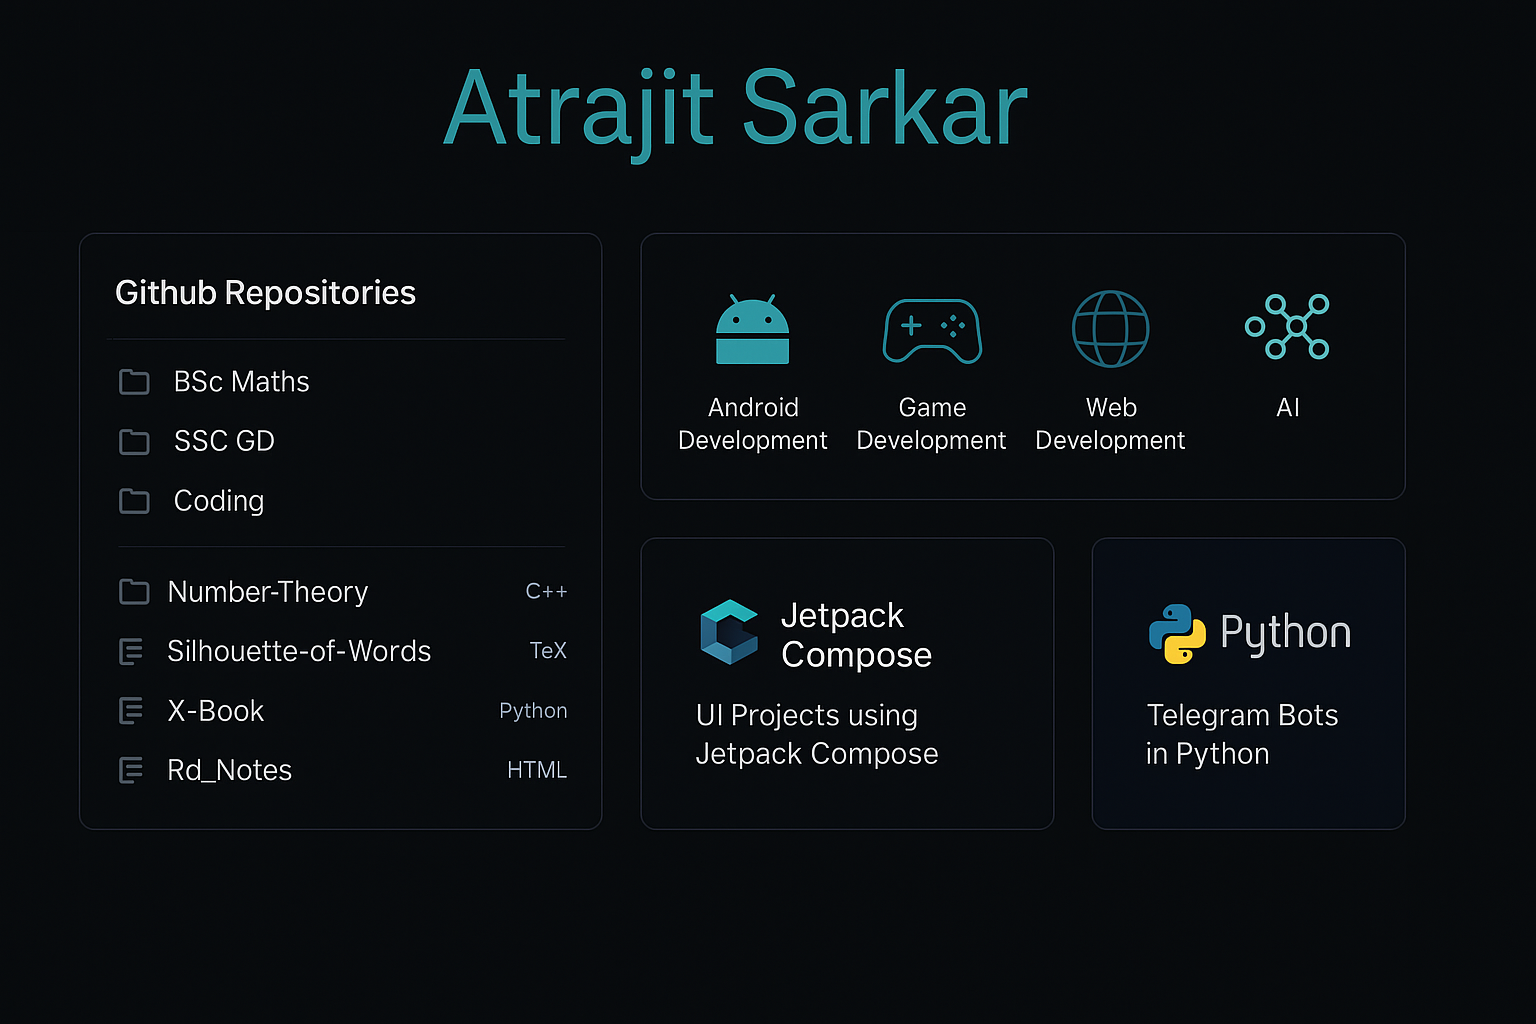 Atrajit Sarkar
Github Repositories
BSc Maths
SSC GD
Coding
Number-Theory C++
Silhouette-of-Words TeX
X-Book Python
Rd_Notes HTML
Android
Development
Game
Development
Web
Development
AI
Jetpack
Compose
UI Projects using
Jetpack Compose
Python
Telegram Bots
in Python